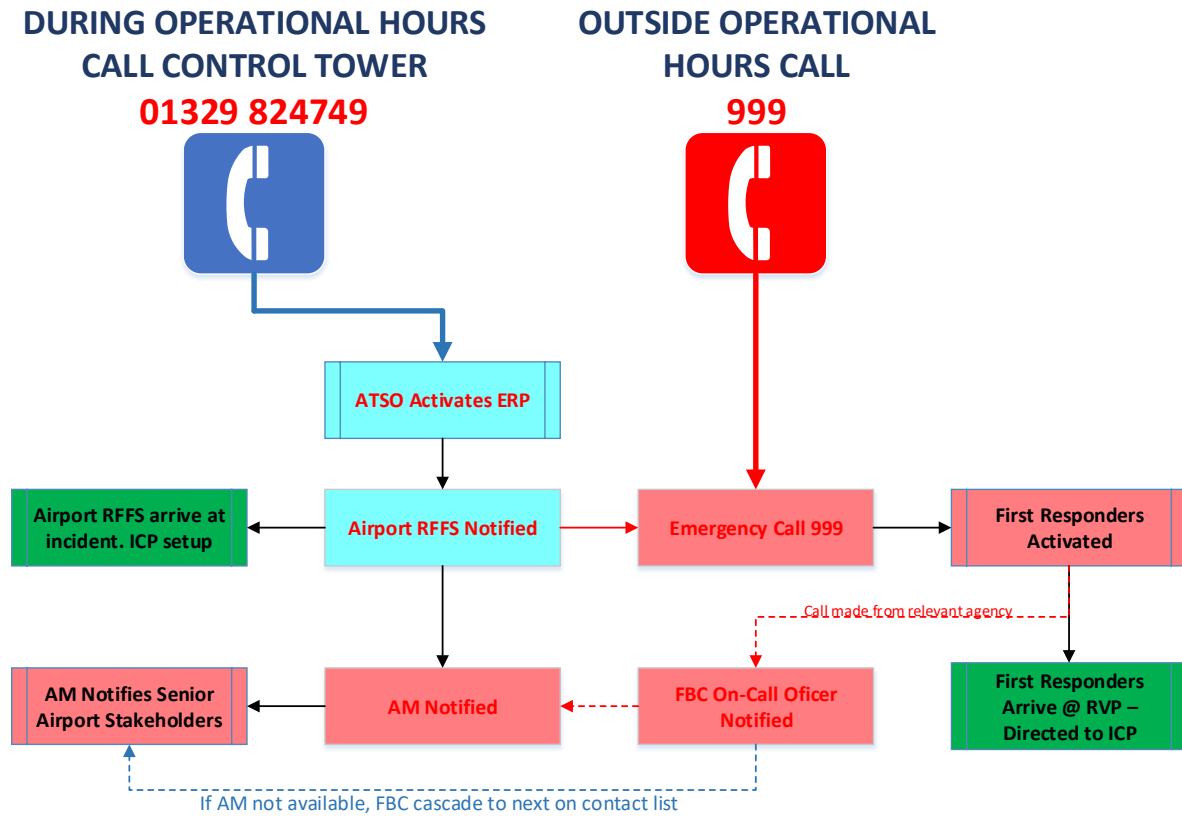 DURING OPERATIONAL HOURS
CALL CONTROL TOWER
01329 824749
OUTSIDE OPERATIONAL
HOURS CALL
999
ATSO Activates ERP
Airport RFFS arrive at
incident. ICP setup
Airport RFFS Notified
Emergency Call 999
First Responders
Activated
Call made from relevant agency
AM Notifies Senior
Airport Stakeholders
AM Notified
FBC On-Call Oficer
Notified
First Responders
Arrive @ RVP –
Directed to ICP
If AM not available, FBC cascade to next on contact list